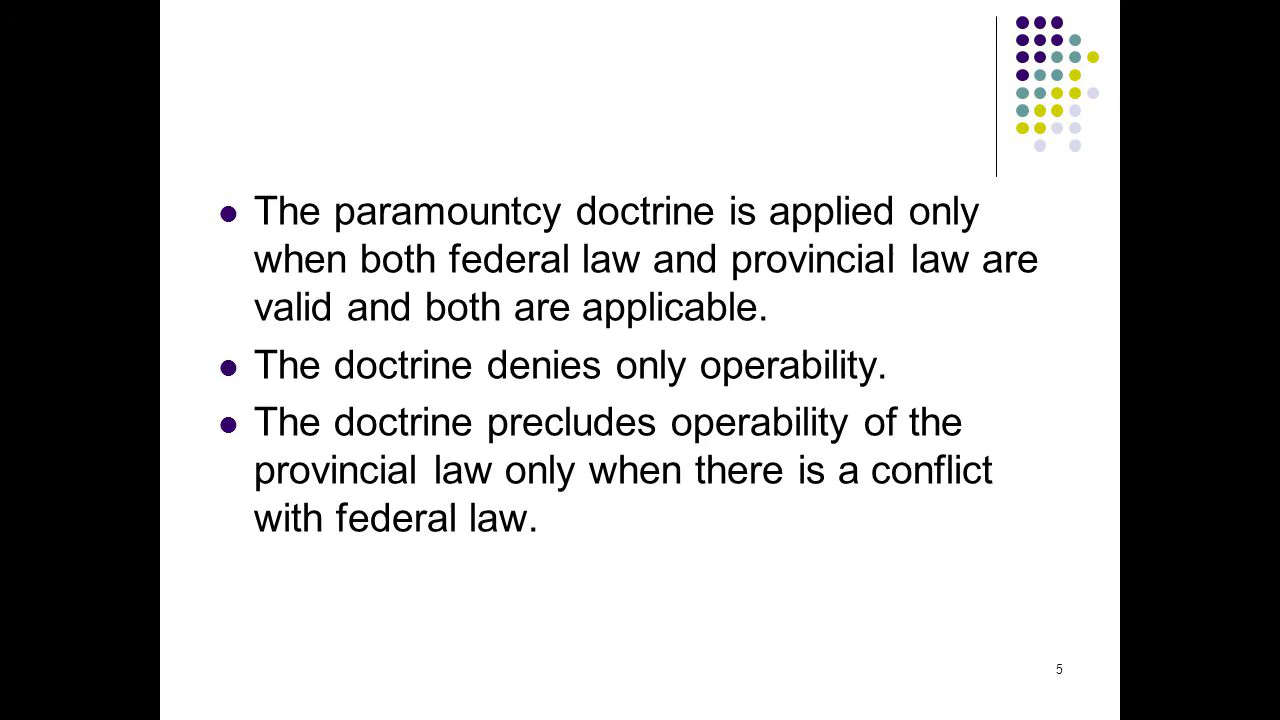 The paramountcy doctrine is applied only
when both federal law and provincial law are
valid and both are applicable.
The doctrine denies only operability.
The doctrine precludes operability of the
provincial law only when there is a conflict
with federal law.
5